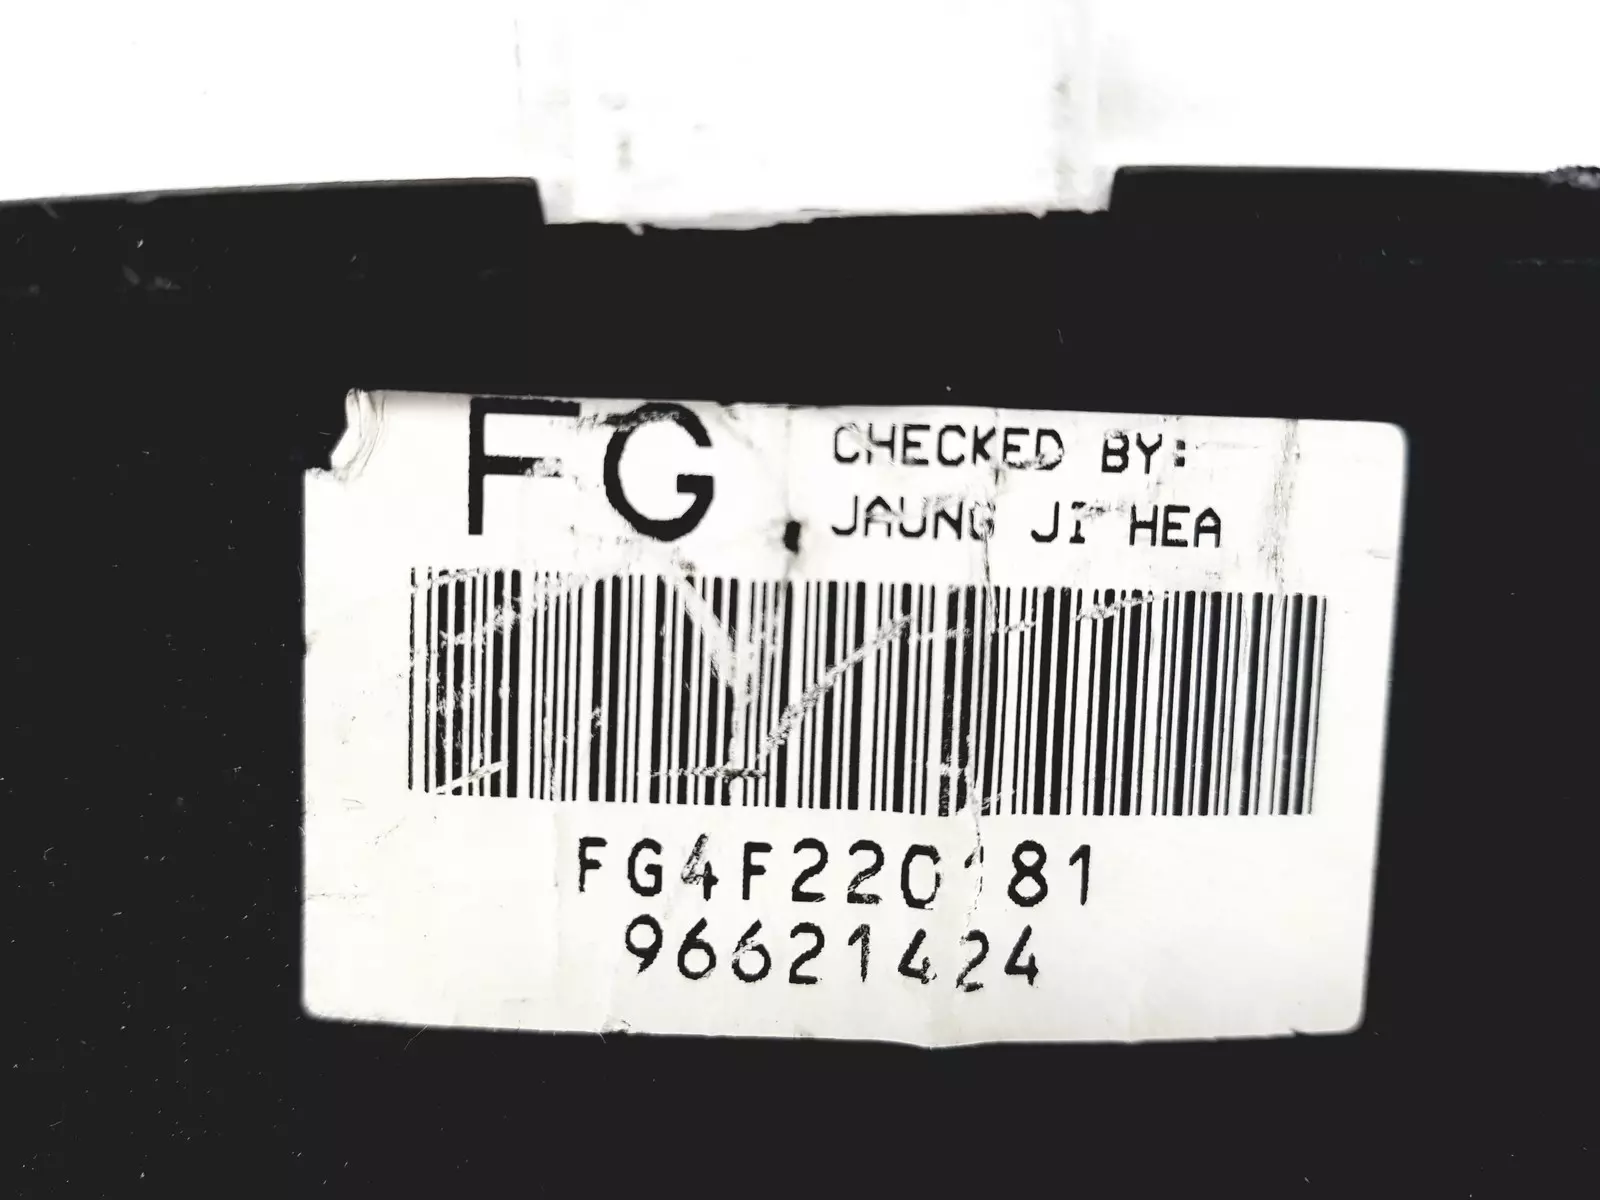 FG
CHECKED BY:
JAUNG JI HEA
96621424